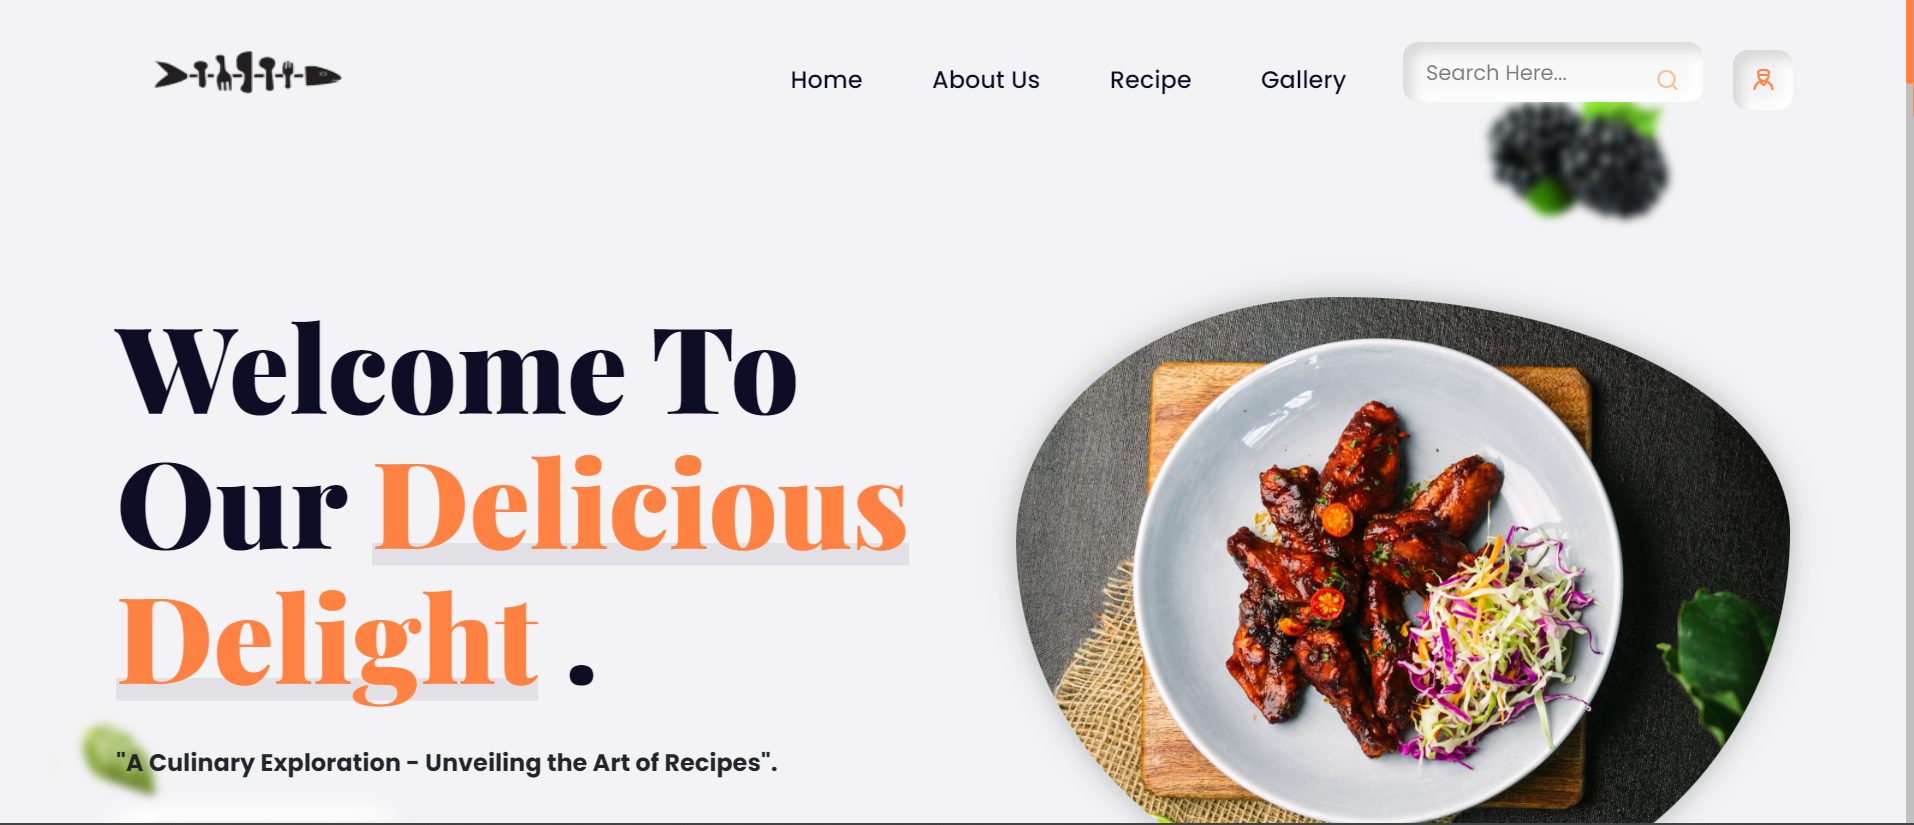 Home About Us Recipe Gallery Search Here...
Welcome To
Our Delicious
Delight .
"A Culinary Exploration - Unveiling the Art of Recipes".